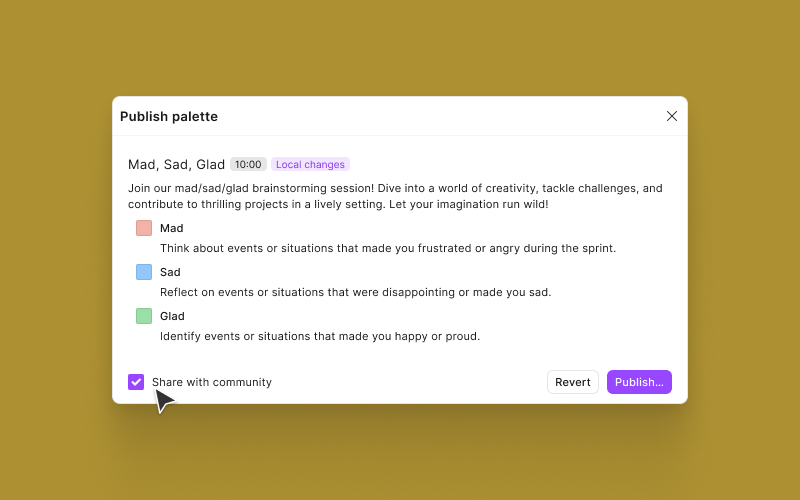 Publish palette
Mad, Sad, Glad 10:00 Local changes
Join our mad/sad/glad brainstorming session! Dive into a world of creativity, tackle challenges, and
contribute to thrilling projects in a lively setting. Let your imagination run wild!
Mad
Think about events or situations that made you frustrated or angry during the sprint.
Sad
Reflect on events or situations that were disappointing or made you sad.
Glad
Identify events or situations that made you happy or proud.
Share with community Revert Publish...